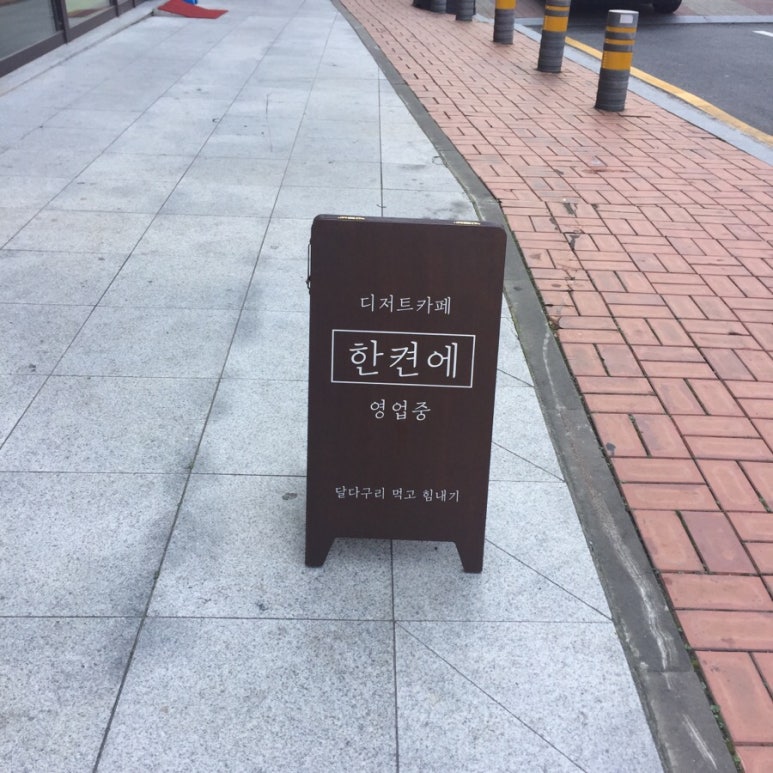 디저트카페
한켠에
영업중
달다구리 먹고 힘내기